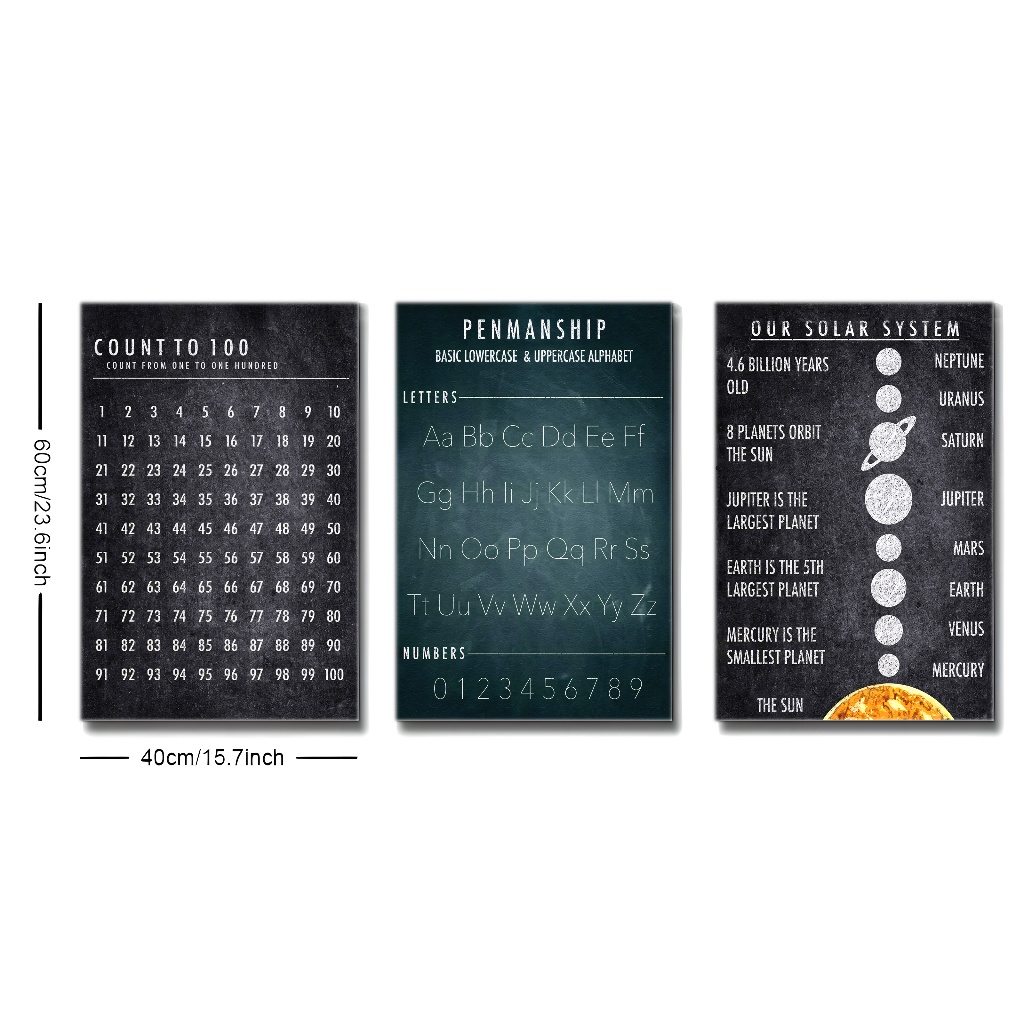 60cm/23.6inch
COUNT TO 100
COUNT FROM ONE TO ONE HUNDRED
1 2 3 4 5 6 7 8 9 10
11 12 13 14 15 16 17 18 19 20
21 22 23 24 25 26 27 28 29 30
31 32 33 34 35 36 37 38 39 40
41 42 43 44 45 46 47 48 49 50
51 52 53 54 55 56 57 58 59 60
61 62 63 64 65 66 67 68 69 70
71 72 73 74 75 76 77 78 79 80
81 82 83 84 85 86 87 88 89 90
91 92 93 94 95 96 97 98 99 100
40cm/15.7inch
PENMANSHIP
BASIC LOWERCASE & UPPERCASE ALPHABET
LETTERS
Aa Bb Cc Dd Ee Ff
Gg Hh Ii Jj Kk Ll Mm
Nn Oo Pp Qq Rr Ss
Tt Uu Vv Ww Xx Yy Zz
NUMBERS
0 1 2 3 4 5 6 7 8 9
OUR SOLAR SYSTEM
4.6 BILLION YEARS
OLD
8 PLANETS ORBIT
THE SUN
JUPITER IS THE
LARGEST PLANET
EARTH IS THE 5TH
LARGEST PLANET
MERCURY IS THE
SMALLEST PLANET
THE SUN
NEPTUNE
URANUS
SATURN
JUPITER
MARS
EARTH
VENUS
MERCURY